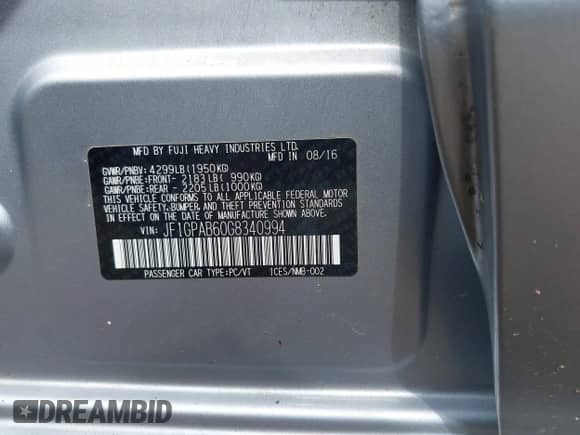 MFD BY FUJI HEAVY INDUSTRIES LTD.
MFD IN 08/16
GVWR/PNBV: 4299LB(1950KG)
GAWR/PNBE:FRONT- 2183LB( 990KG)
GAWR/PNBE:REAR - 2205LB(1000KG)
THIS VEHICLE CONFORMS TO ALL APPLICABLE FEDERAL MOTOR
VEHICLE SAFETY,BUMPER,AND THEFT PREVENTION STANDARDS
IN EFFECT ON THE DATE OF MANUFACTURE SHOWN ABOVE.
VIN: JF1GPAB60G8340994
PASSENGER CAR TYPE:PC/VT ICES/NMB-002
DREAMBID